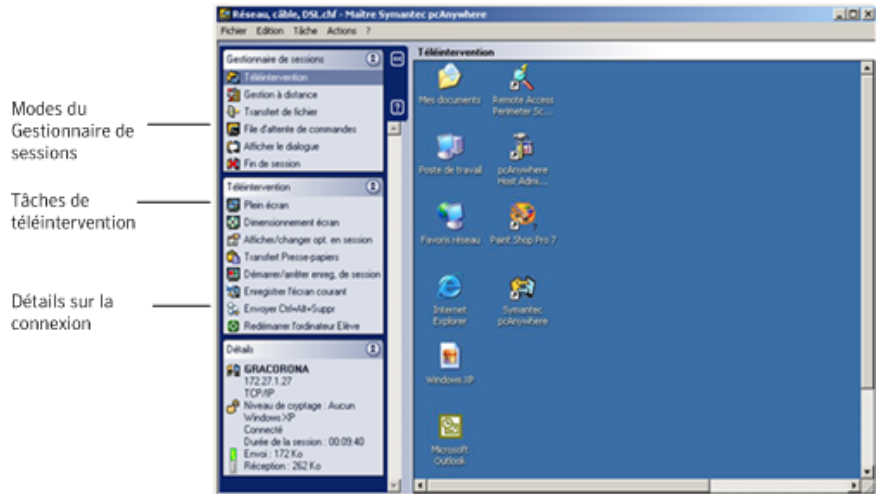 Réseau, câble, DSL.chf - Maître Symantec pcAnywhere
Fichier Edition Tâche Actions ?
Modes du
Gestionnaire de
sessions
Tâches de
téléintervention
Détails sur la
connexion
Gestionnaire de sessions
Téléintervention
Gestion à distance
Transfert de fichier
File d'attente de commandes
Afficher le dialogue
Fin de session
Téléintervention
Plein écran
Dimensionnement écran
Afficher/changer opt. en session
Transfert Presse-papiers
Démarrer/arrêter enreg. de session
Enregistrer l'écran courant
Envoyer Ctrl+Alt+Suppr
Redémarrer l'ordinateur Elève
Détails
GRACORONA
172.27.1.27
TCP/IP
Niveau de cryptage : Aucun
Windows XP
Connecté
Durée de la session : 00:09:40
Envoi : 172 Ko
Réception : 262 Ko
Téléintervention
Mes documents
Remote Access
Perimeter Sc...
Poste de travail
pcAnywhere
Host Admi...
Favoris réseau
Paint Shop Pro 7
Internet
Explorer
Symantec
pcAnywhere
Windows XP
Microsoft
Outlook